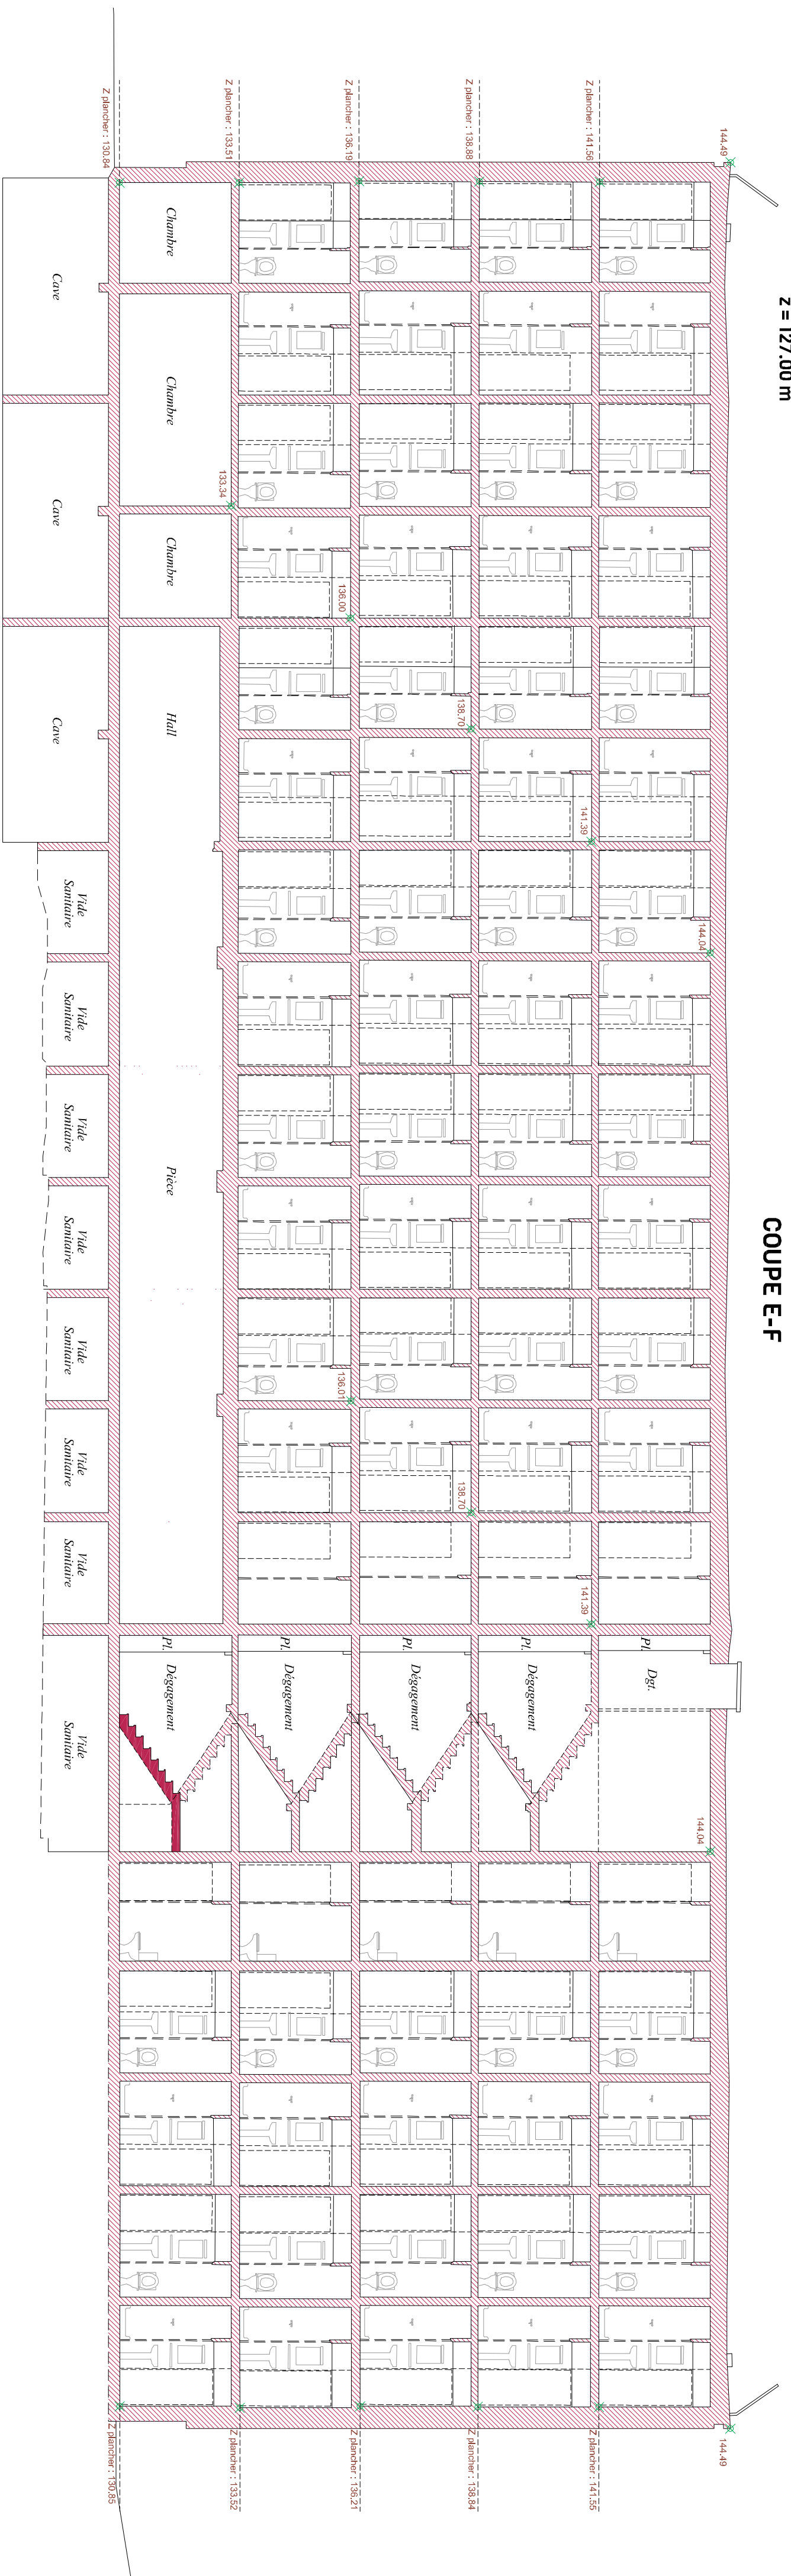 z = 127.00 m
COUPE E-F
144.49
144.49
144.04
144.04
Pl.
Dgt.
Z plancher : 141.56
141.39
141.39
Z plancher : 141.55
Pl.
Dégagement
Z plancher : 138.88
138.70
138.70
Z plancher : 138.84
Pl.
Dégagement
Z plancher : 136.19
136.00
136.01
Z plancher : 136.21
Pl.
Dégagement
Z plancher : 133.51
133.34
Z plancher : 133.52
Chambre
Chambre
Chambre
Hall
Pièce
Pl.
Dégagement
Z plancher : 130.84
Z plancher : 130.85
Cave
Cave
Cave
Vide
Sanitaire
Vide
Sanitaire
Vide
Sanitaire
Vide
Sanitaire
Vide
Sanitaire
Vide
Sanitaire
Vide
Sanitaire
Vide
Sanitaire